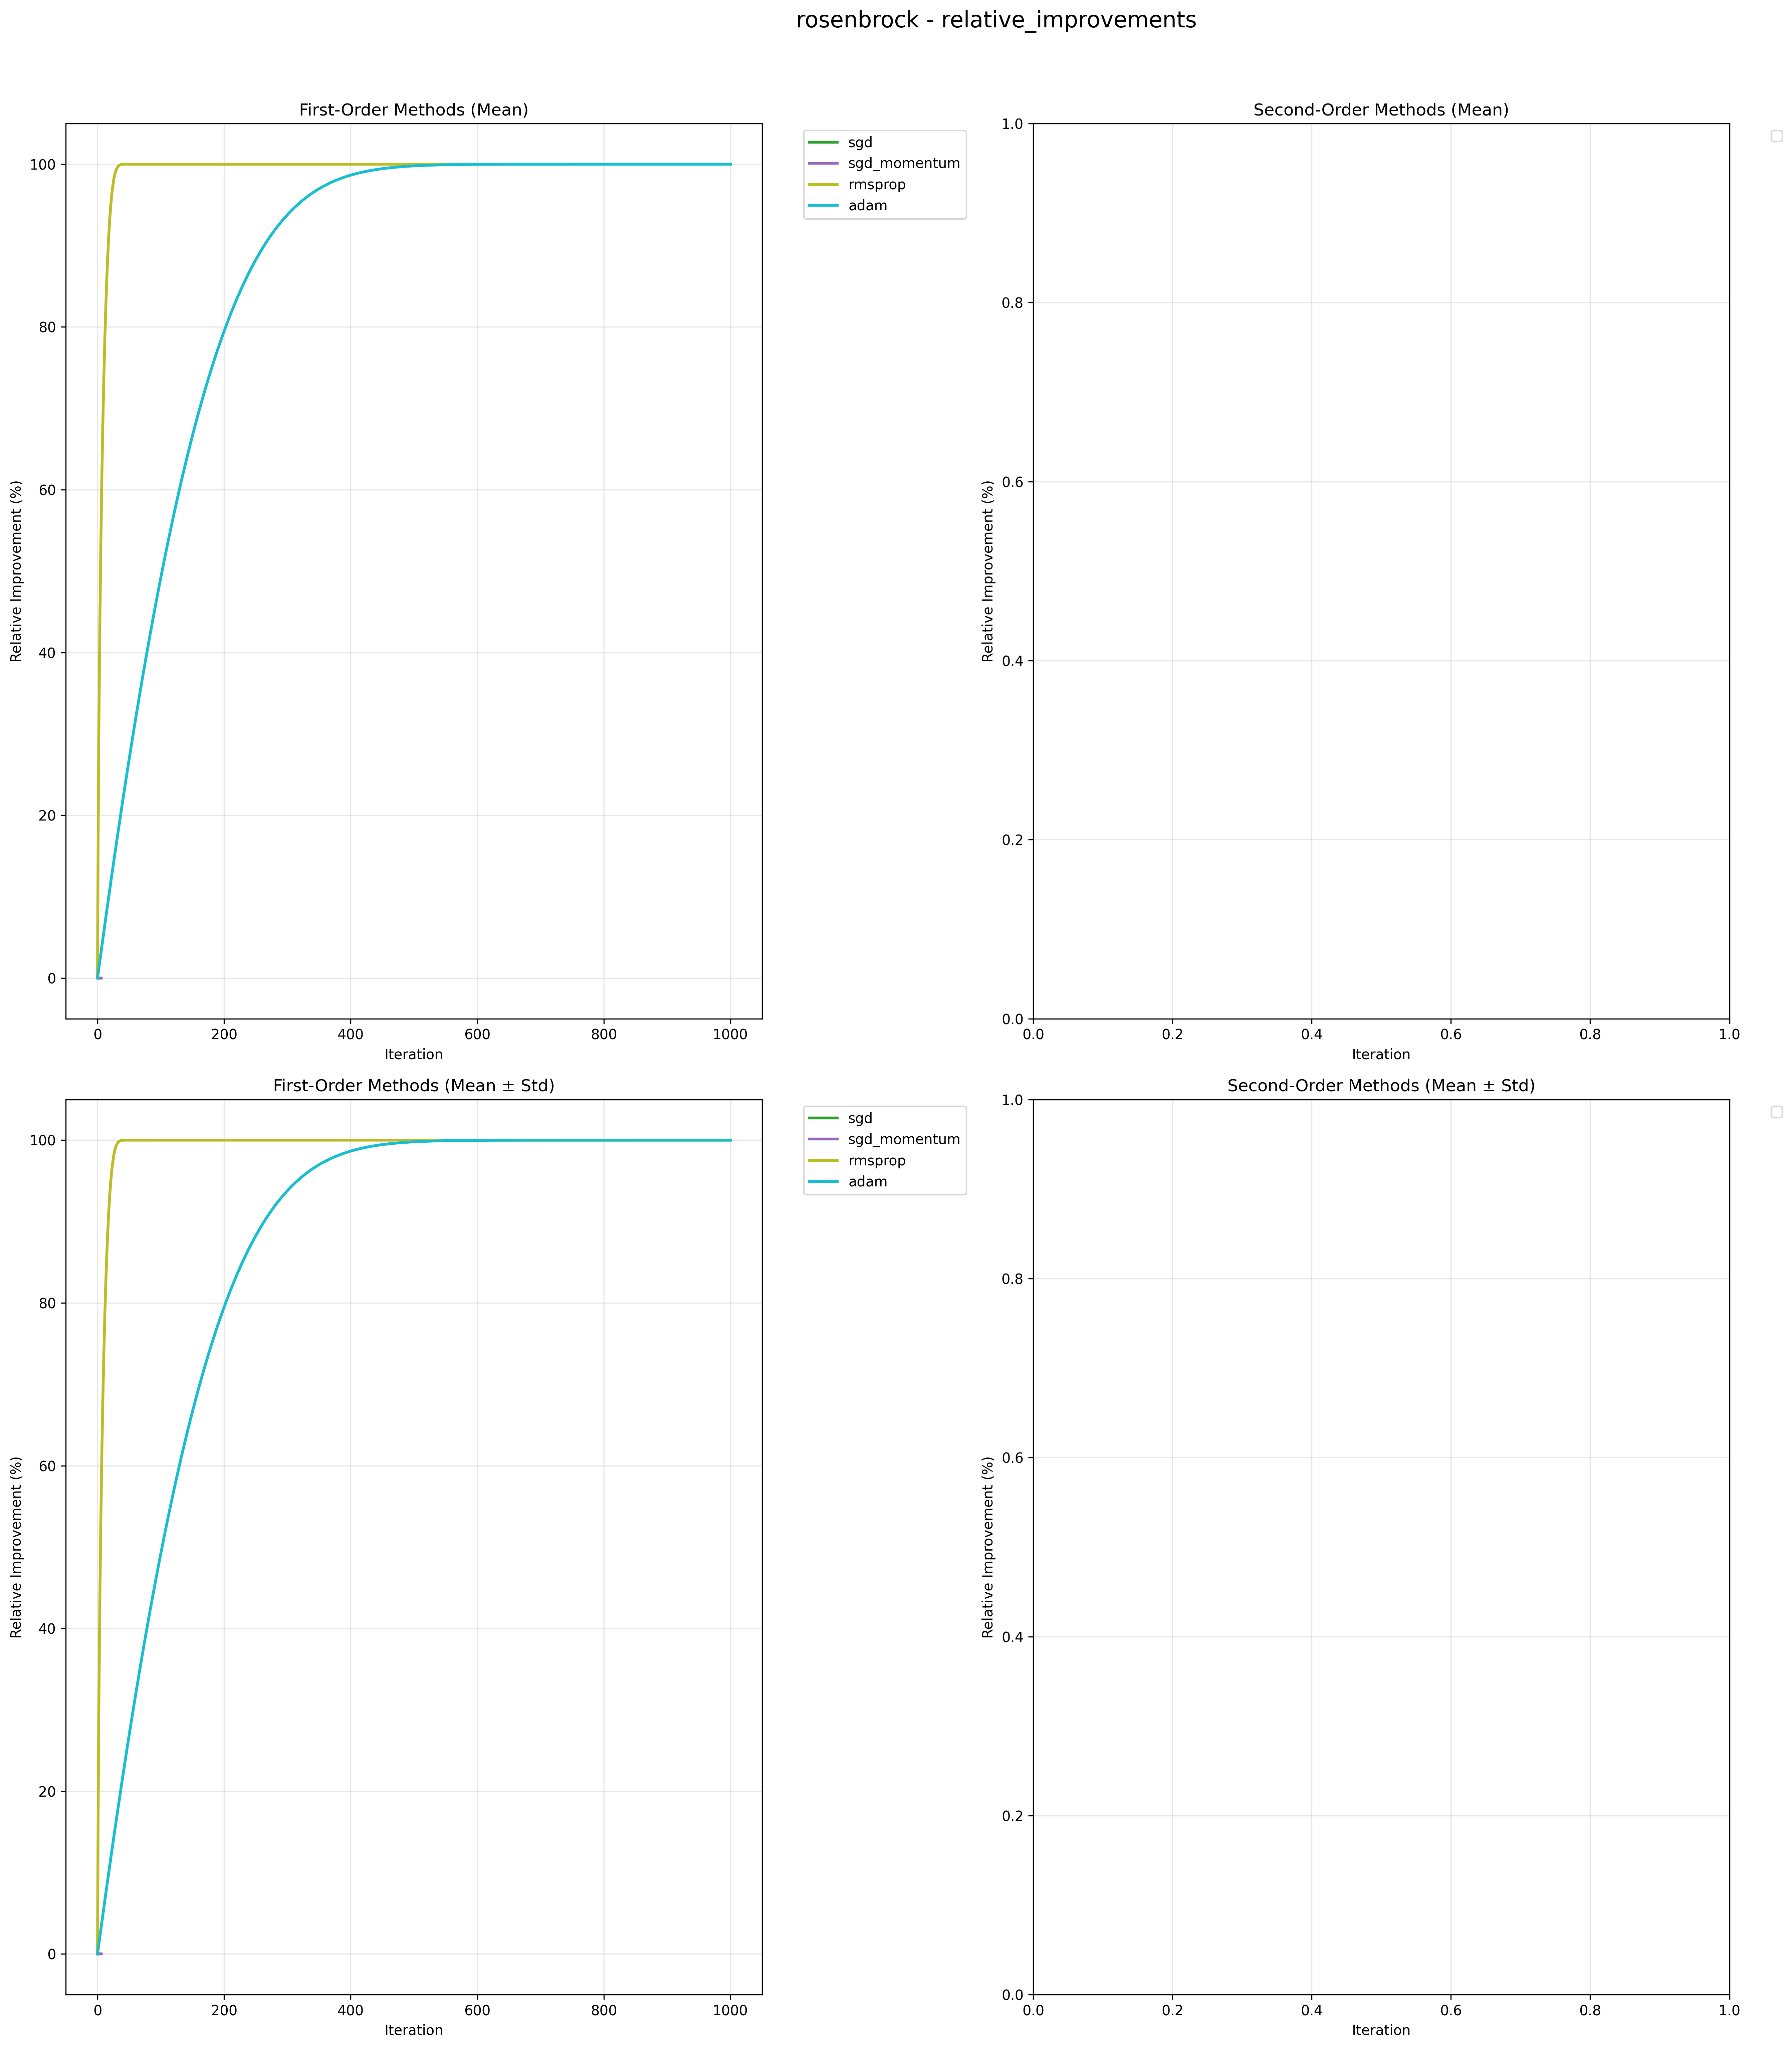 rosenbrock - relative_improvements
First-Order Methods (Mean)
100
80
60
40
20
0
Relative Improvement (%)
0 200 400 600 800 1000
Iteration
sgd
sgd_momentum
rmsprop
adam
Second-Order Methods (Mean)
1.0
0.8
0.6
0.4
0.2
0.0
Relative Improvement (%)
0.0 0.2 0.4 0.6 0.8 1.0
Iteration
First-Order Methods (Mean ± Std)
100
80
60
40
20
0
Relative Improvement (%)
0 200 400 600 800 1000
Iteration
sgd
sgd_momentum
rmsprop
adam
Second-Order Methods (Mean ± Std)
1.0
0.8
0.6
0.4
0.2
0.0
Relative Improvement (%)
0.0 0.2 0.4 0.6 0.8 1.0
Iteration